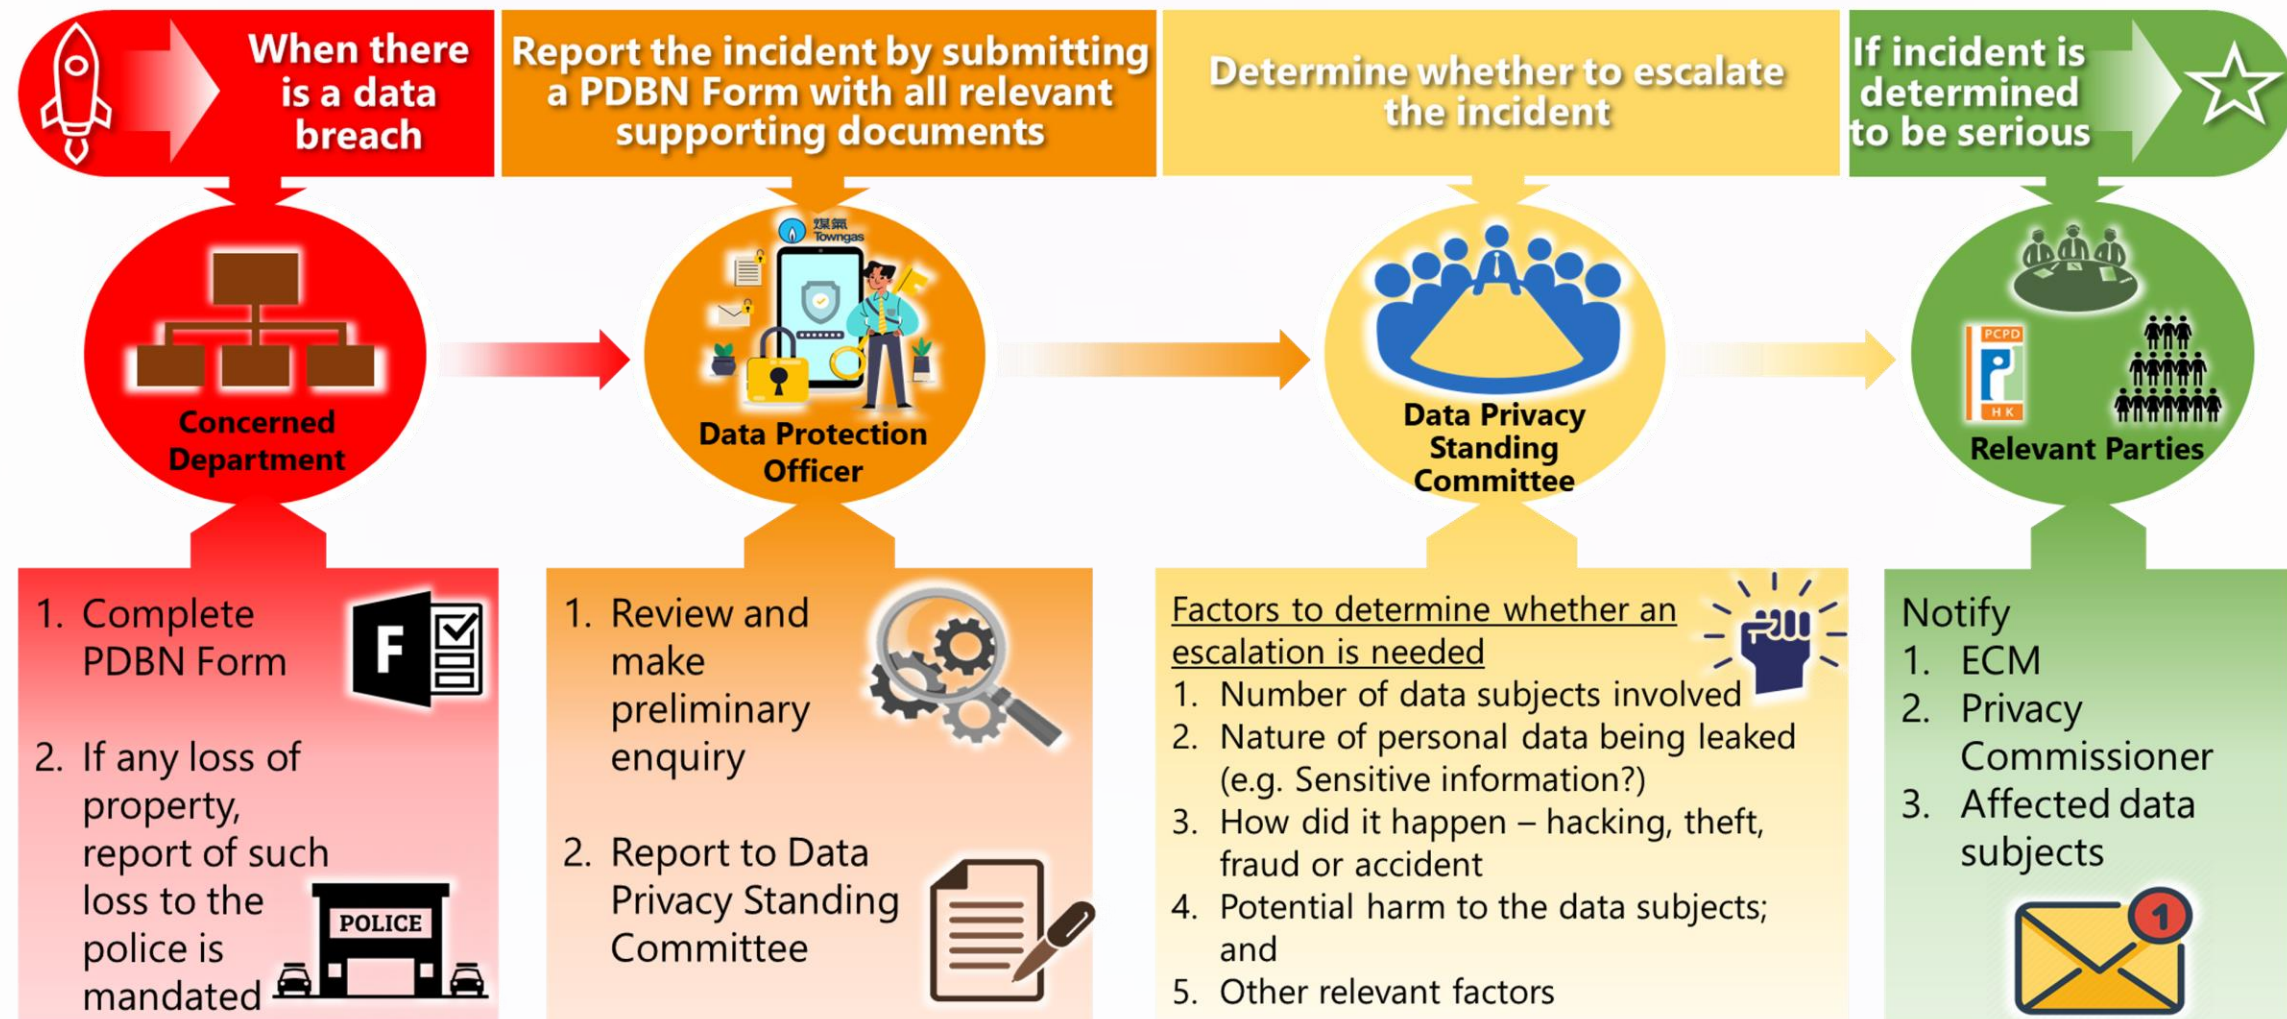 When there
is a data
breach
Report the incident by submitting
a PDBN Form with all relevant
supporting documents
Determine whether to escalate
the incident
If incident is
determined
to be serious
Concerned
Department
煤氣
Towngas
Data Protection
Officer
Data Privacy
Standing
Committee
PCPD
HK
Relevant Parties
1. Complete
PDBN Form
F
2. If any loss of
property,
report of such
loss to the
police is
mandated
POLICE
1. Review and
make
preliminary
enquiry
2. Report to Data
Privacy Standing
Committee
Factors to determine whether an
escalation is needed
1. Number of data subjects involved
2. Nature of personal data being leaked
(e.g. Sensitive information?)
3. How did it happen – hacking, theft,
fraud or accident
4. Potential harm to the data subjects;
and
5. Other relevant factors
Notify
1. ECM
2. Privacy
Commissioner
3. Affected data
subjects
1